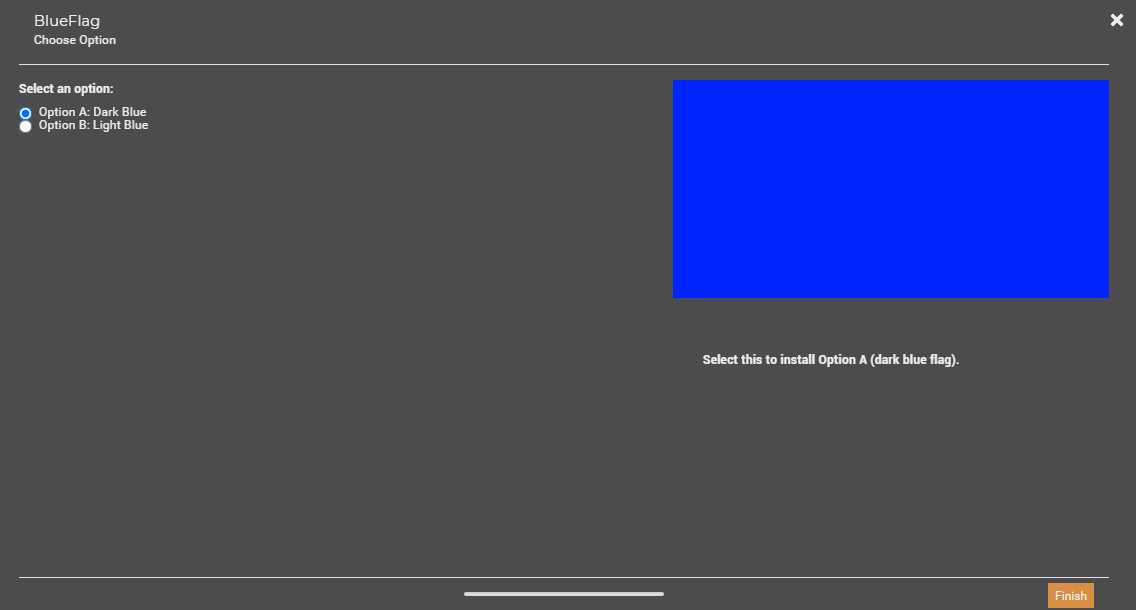 BlueFlag
Choose Option
Select an option:
Option A: Dark Blue
Option B: Light Blue
Select this to install Option A (dark blue flag).
Finish